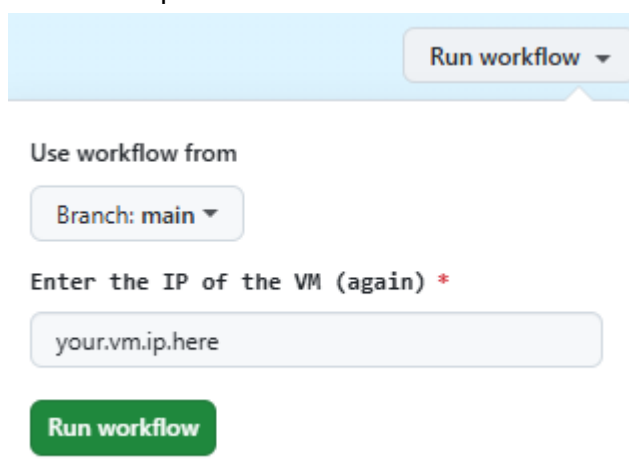 Run workflow
Use workflow from
Branch: main
Enter the IP of the VM (again) *
your.vm.ip.here
Run workflow